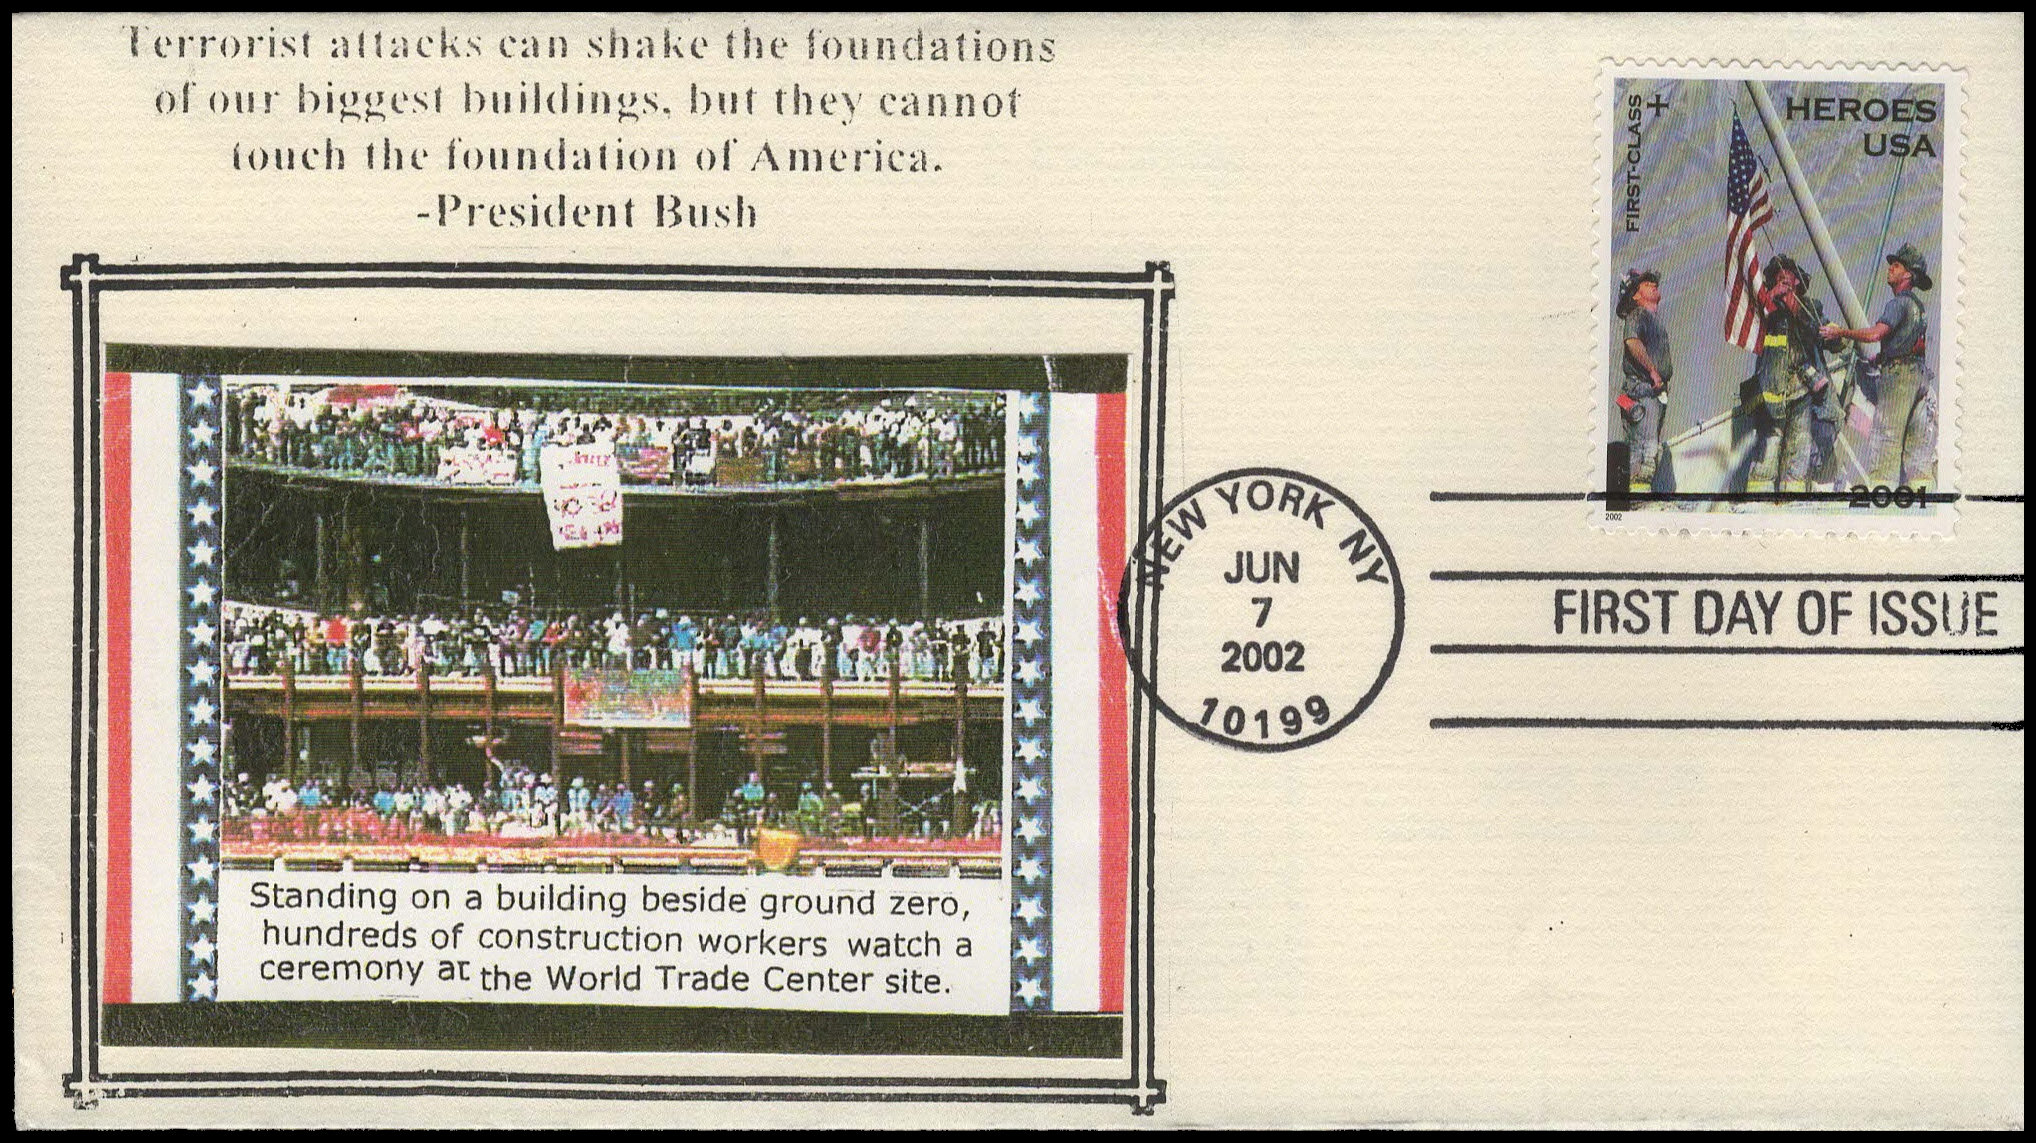 Terrorist attacks can shake the foundations
of our biggest buildings, but they cannot
touch the foundation of America.
-President Bush
FIRST-CLASS
+
HEROES
USA
2001
2002
NEW YORK NY
JUN
7
2002
10199
FIRST DAY OF ISSUE
Standing on a building beside ground zero,
hundreds of construction workers watch a
ceremony at the World Trade Center site.